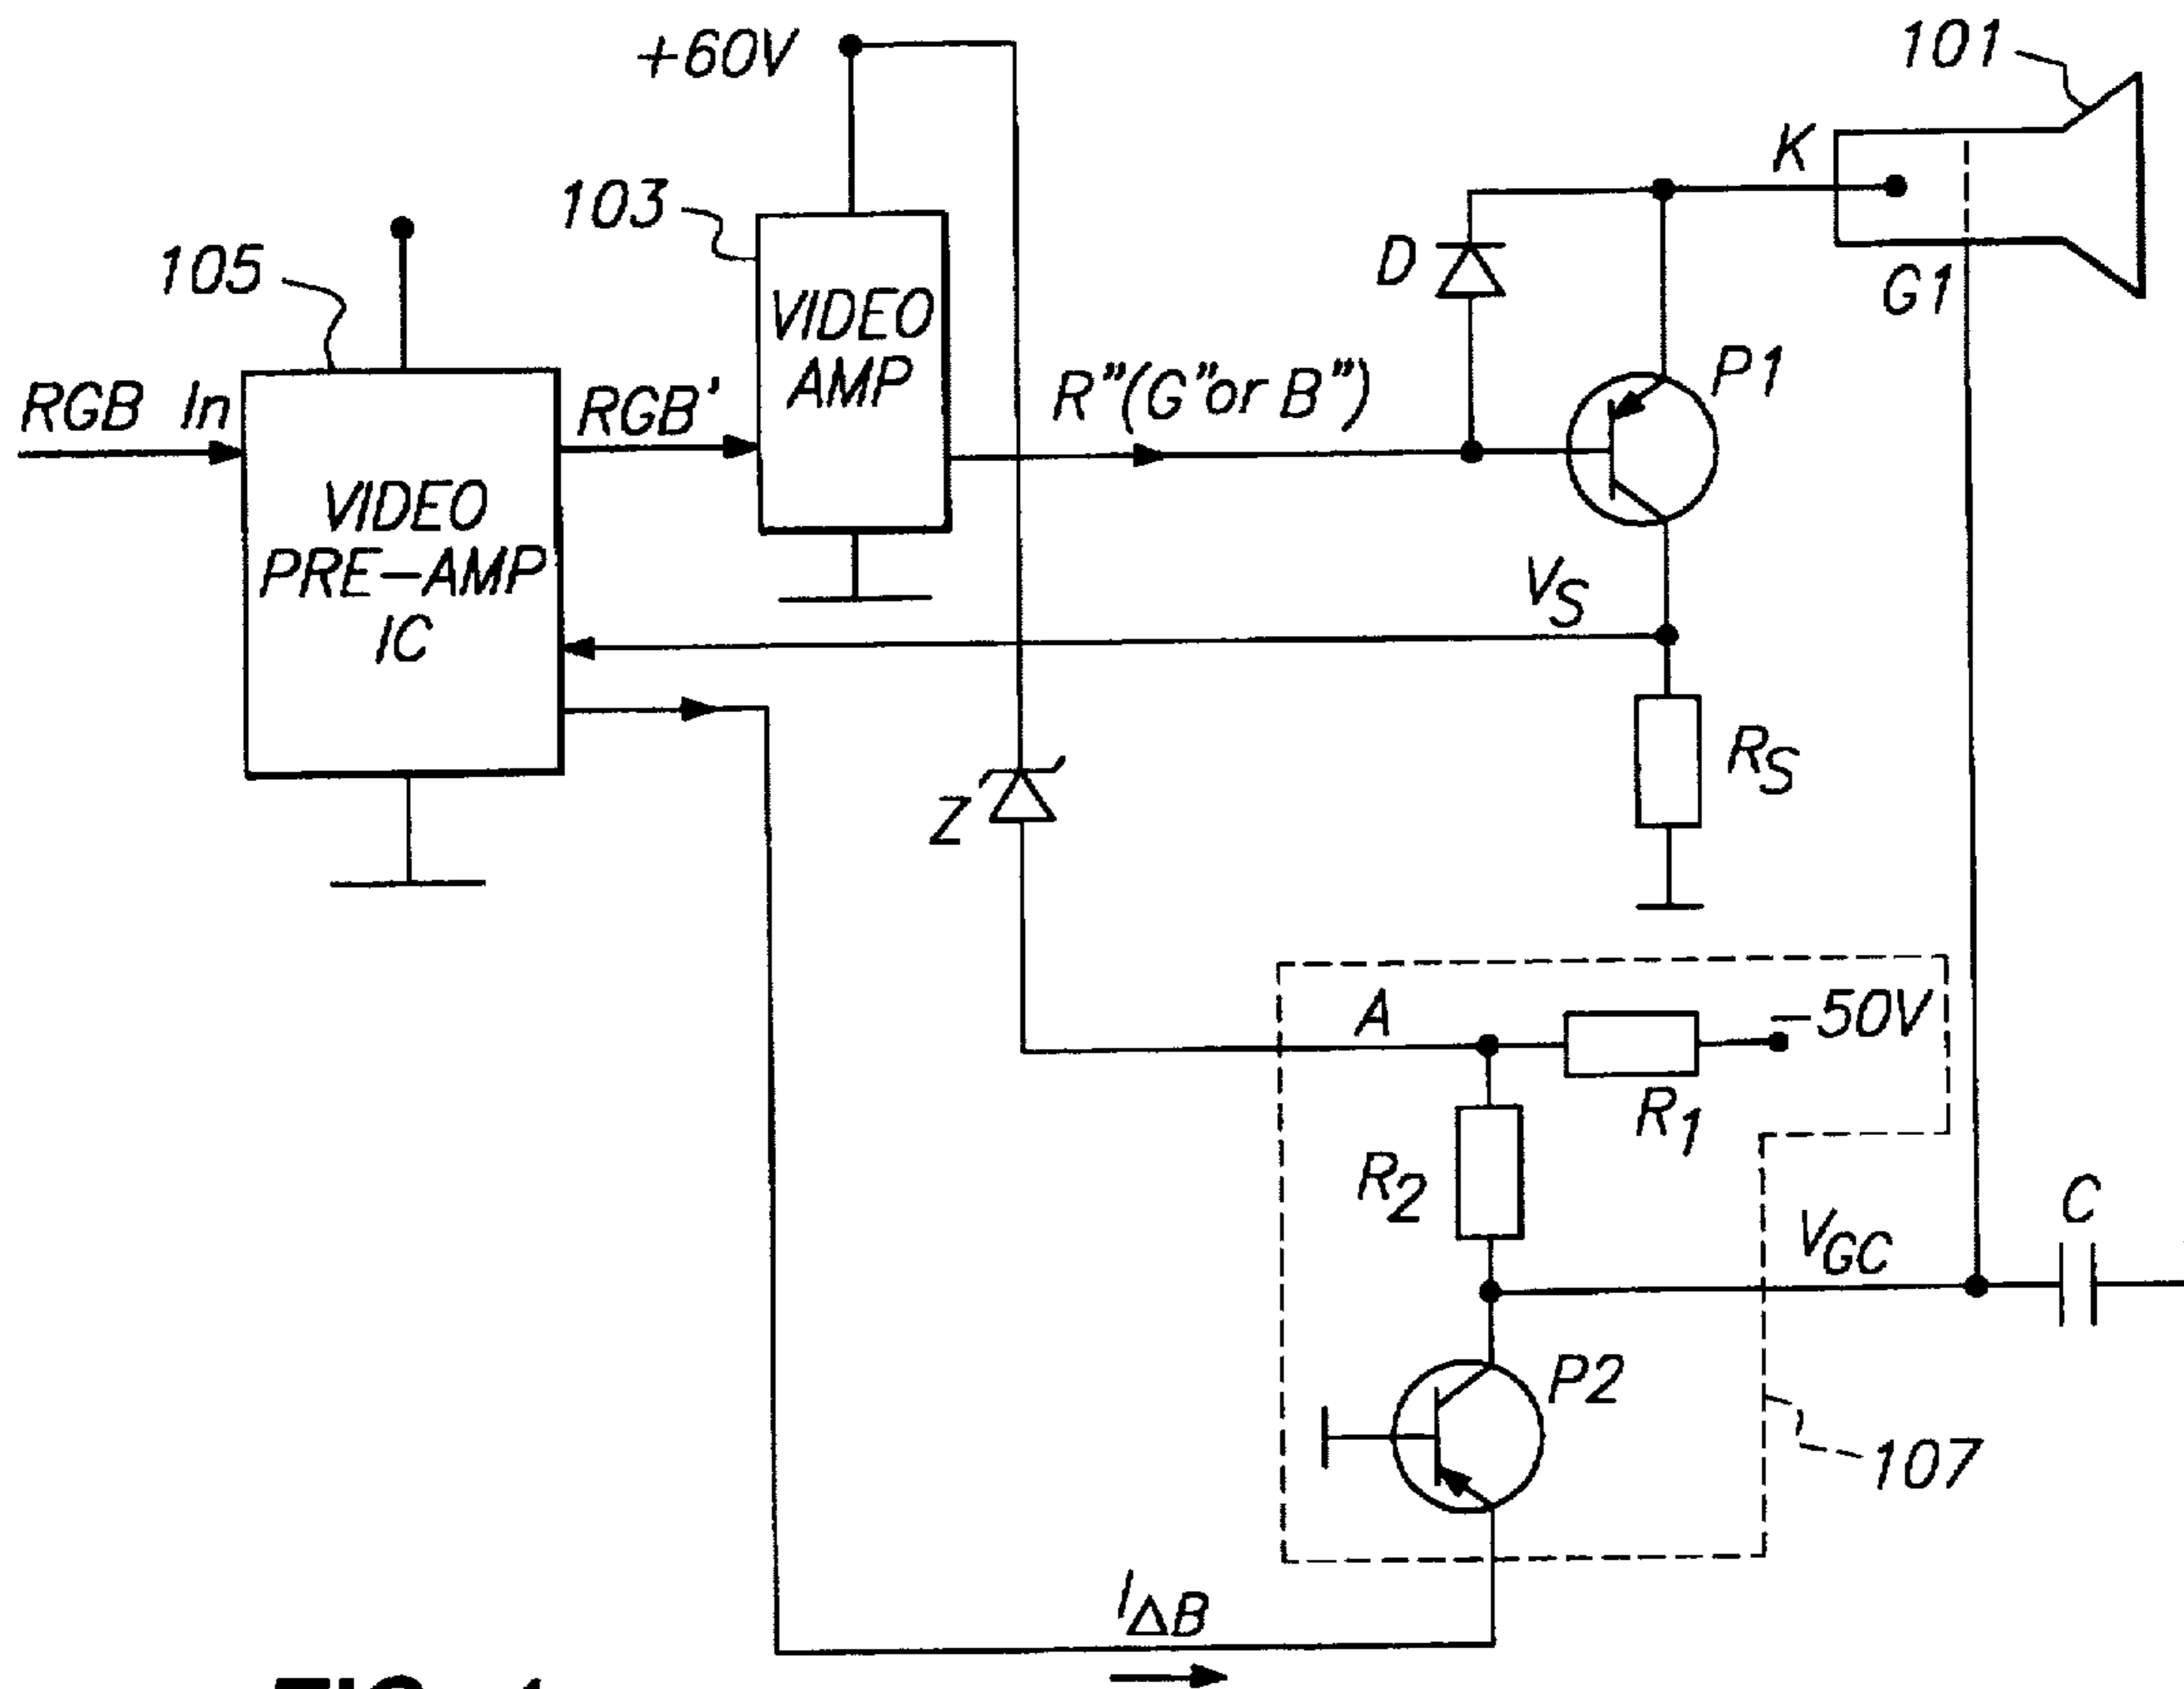 +60V
101
K
103
105
D
G1
VIDEO
AMP
P1
RGB In
RGB'
R"(G"or B")
VIDEO
PRE-AMP
IC
VS
RS
Z
A
-50V
R1
R2
VGC
C
P2
107
IΔB